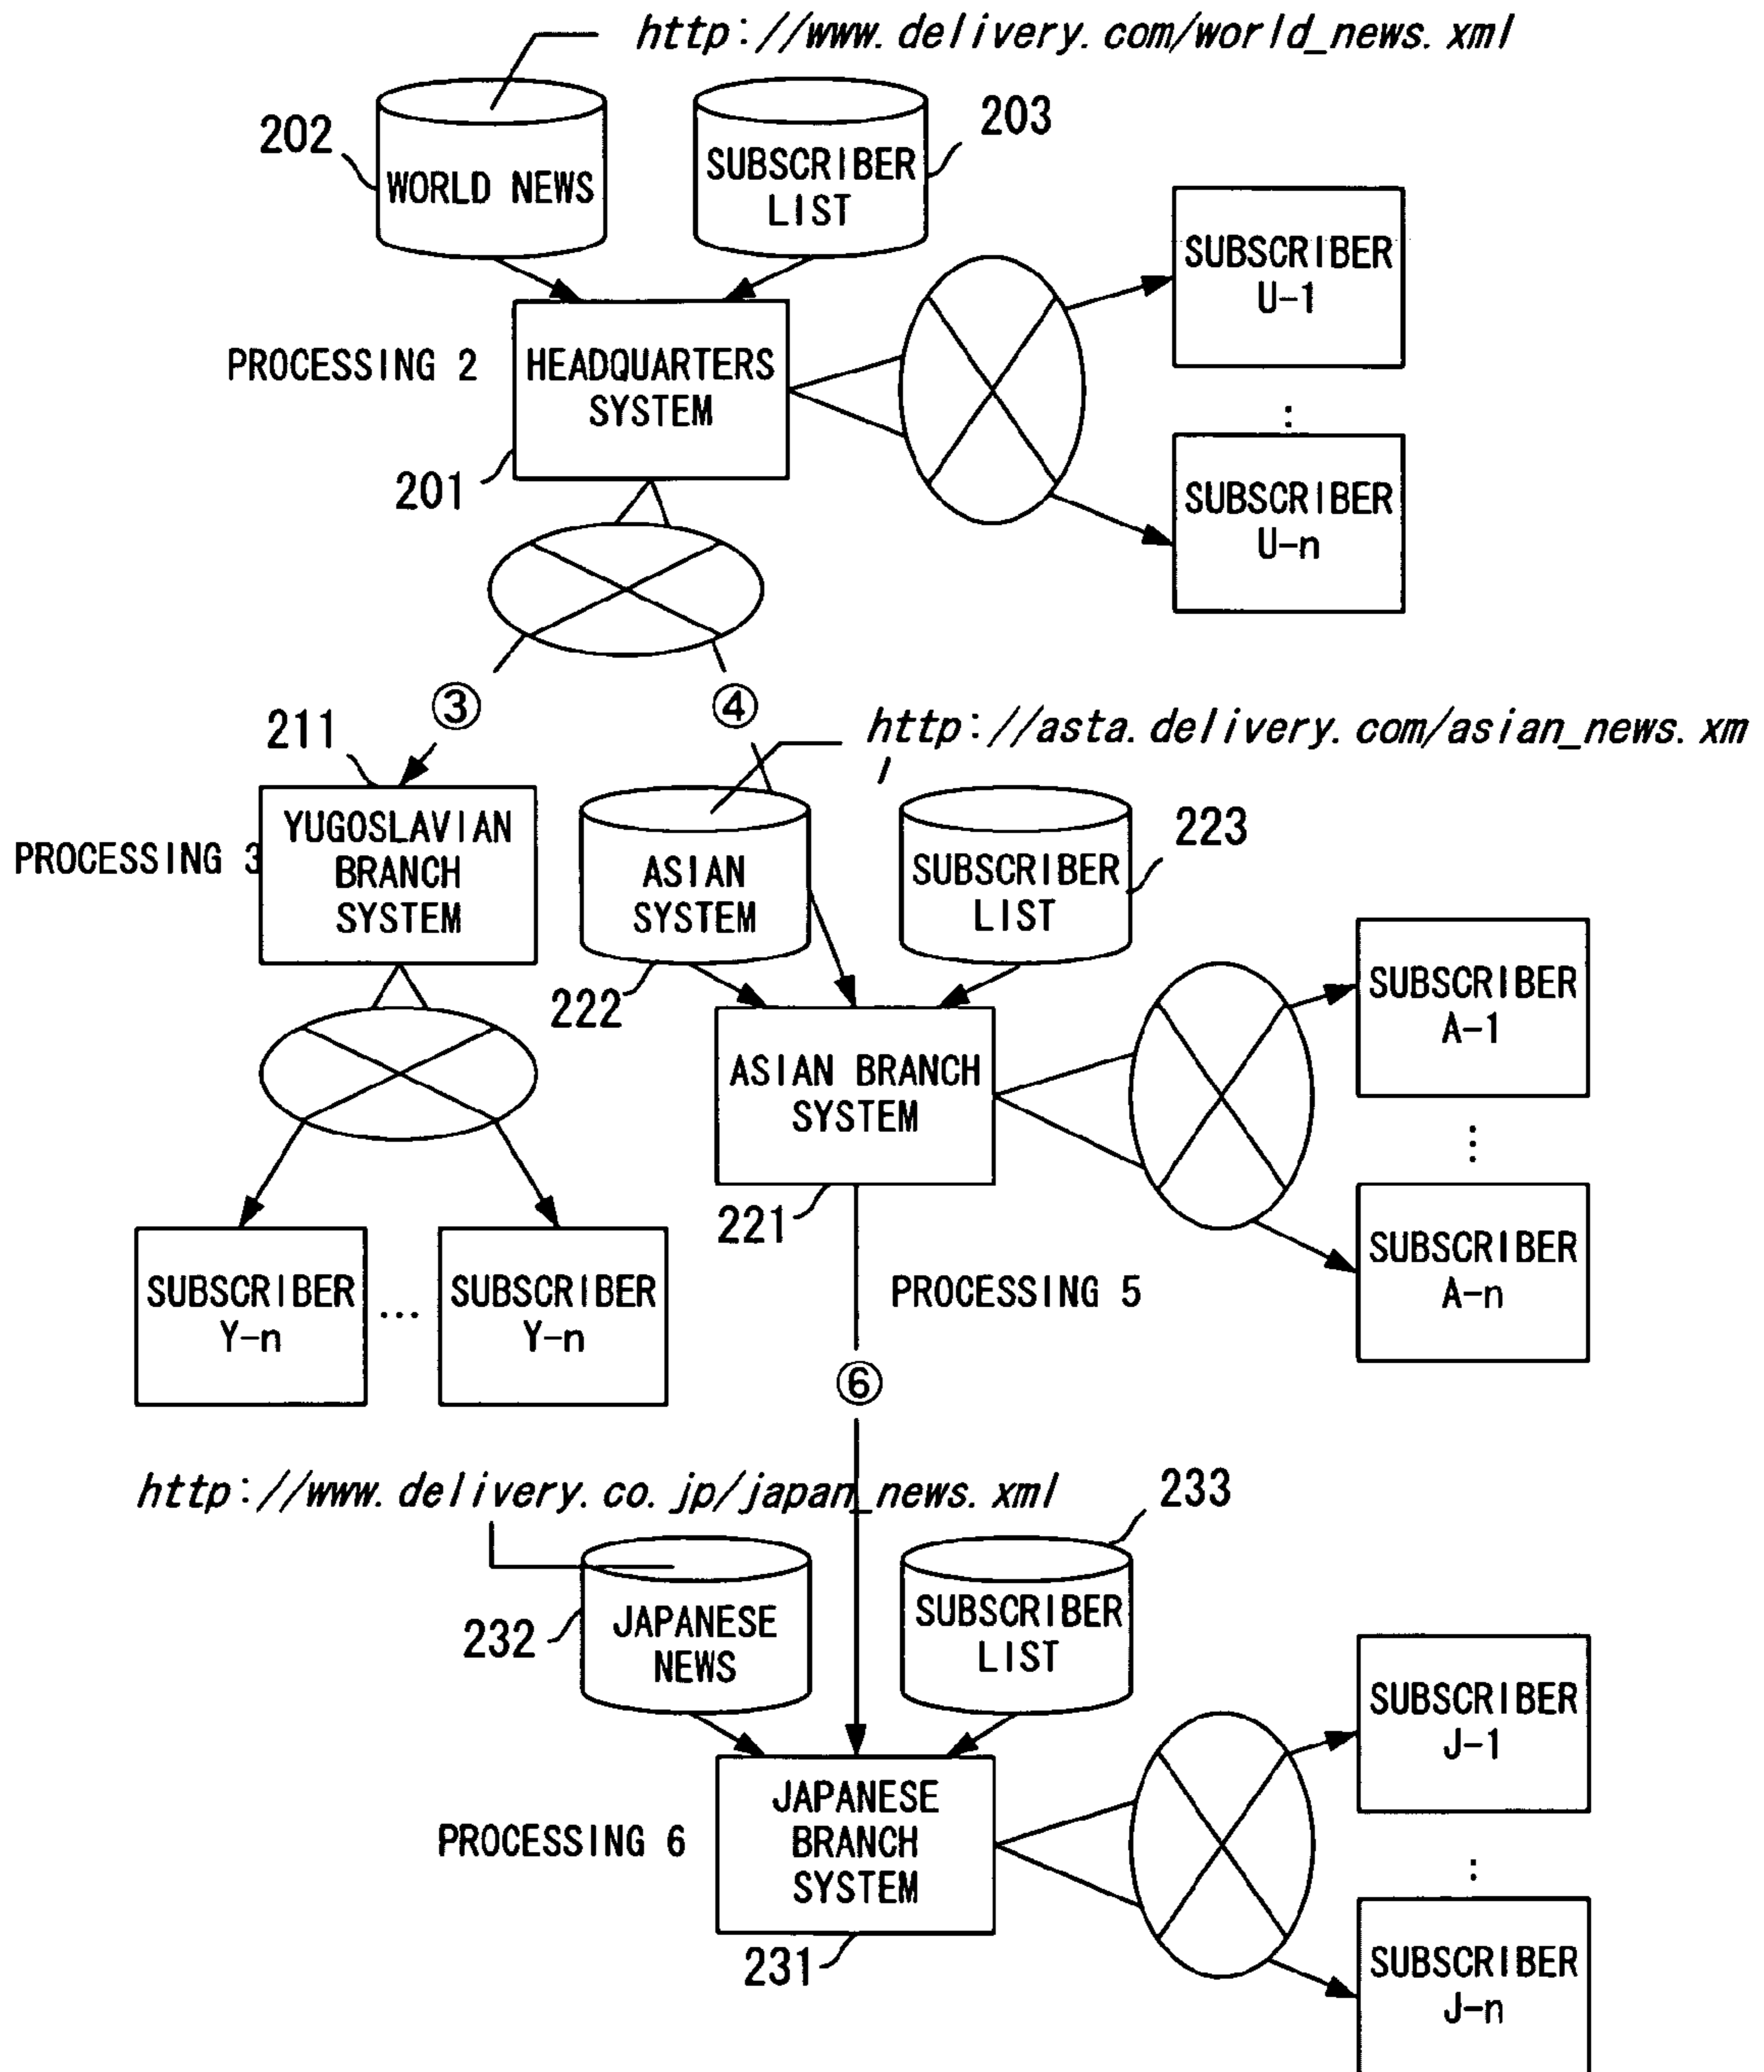 http://www.delivery.com/world_news.xml
202
WORLD NEWS
SUBSCRIBER
LIST
203
SUBSCRIBER
U-1
:
SUBSCRIBER
U-n
PROCESSING 2
HEADQUARTERS
SYSTEM
201
③
④
211
http://asta.delivery.com/asian_news.xm
l
PROCESSING 3
YUGOSLAVIAN
BRANCH
SYSTEM
ASIAN
SYSTEM
222
SUBSCRIBER
LIST
223
ASIAN BRANCH
SYSTEM
221
SUBSCRIBER
A-1
⋮
SUBSCRIBER
A-n
SUBSCRIBER
Y-n
...
SUBSCRIBER
Y-n
PROCESSING 5
⑥
http://www.delivery.co.jp/japan_news.xml
232
JAPANESE
NEWS
SUBSCRIBER
LIST
233
PROCESSING 6
JAPANESE
BRANCH
SYSTEM
231
SUBSCRIBER
J-1
:
SUBSCRIBER
J-n